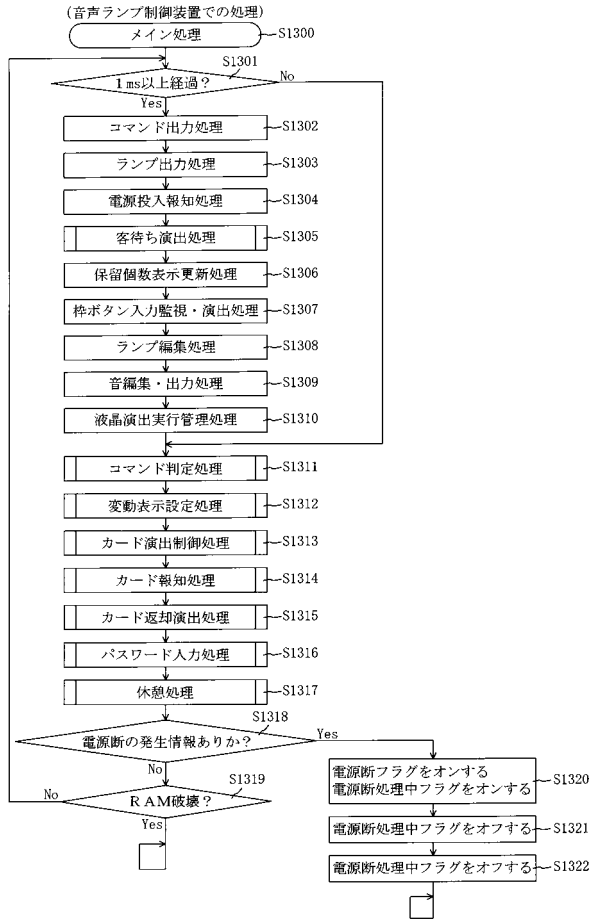 (音声ランプ制御装置での処理)
メイン処理 S1300
S1301
1ms以上経過？ No
Yes
コマンド出力処理 S1302
ランプ出力処理 S1303
電源投入報知処理 S1304
客待ち演出処理 S1305
保留個数表示更新処理 S1306
枠ボタン入力監視・演出処理 S1307
ランプ編集処理 S1308
音編集・出力処理 S1309
液晶演出実行管理処理 S1310
コマンド判定処理 S1311
変動表示設定処理 S1312
カード演出制御処理 S1313
カード報知処理 S1314
カード返却演出処理 S1315
パスワード入力処理 S1316
休憩処理 S1317
S1318
電源断の発生情報ありか？ Yes
No
S1319
No RAM破壊？
Yes
電源断フラグをオンする
電源断処理中フラグをオンする S1320
電源断処理中フラグをオフする S1321
電源断処理中フラグをオフする S1322